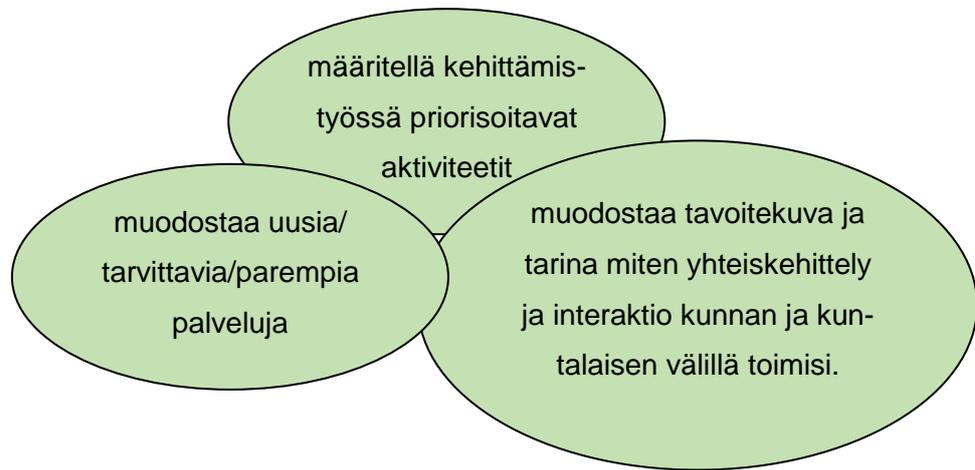 määritellä kehittämis-
työssä priorisoitavat
aktiviteetit
muodostaa uusia/
tarvittavia/parempia
palveluja
muodostaa tavoitekuva ja
tarina miten yhteiskehittely
ja interaktio kunnan ja kun-
talaisen välillä toimisi.